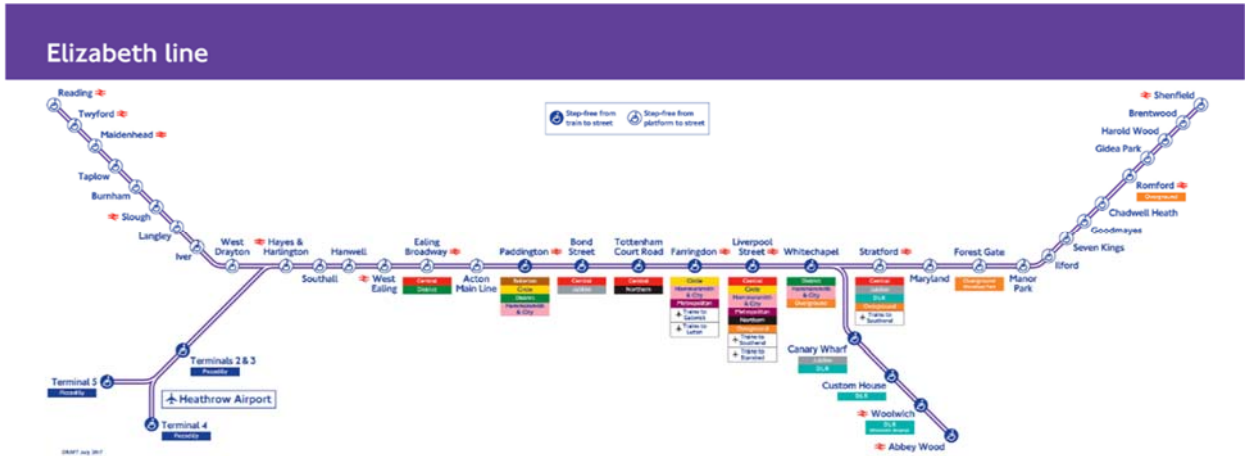 Elizabeth line
Step-free from
train to street
Step-free from
platform to street
Reading
Twyford
Maidenhead
Taplow
Burnham
Slough
Langley
Iver
West
Drayton
Hayes &
Harlington
Southall
Hanwell
West
Ealing
Ealing
Broadway
Central
District
Acton
Main Line
Paddington
Bakerloo
Circle
District
Hammersmith
& City
Bond
Street
Central
Jubilee
Tottenham
Court Road
Central
Northern
Farringdon
Circle
Hammersmith
& City
Metropolitan
Trains to
Gatwick
Trains to
Luton
Liverpool
Street
Central
Circle
Hammersmith
& City
Metropolitan
Northern
Overground
Trains to
Southend
Trains to
Stansted
Whitechapel
District
Hammersmith
& City
Overground
Stratford
Central
Jubilee
DLR
Overground
Trains to
Southend
Maryland
Forest Gate
Overground
Manor
Park
Ilford
Seven Kings
Goodmayes
Chadwell Heath
Romford
Overground
Gidea Park
Harold Wood
Brentwood
Shenfield
Canary Wharf
Jubilee
DLR
Custom House
DLR
Woolwich
DLR
Abbey Wood
Terminals 2 & 3
Piccadilly
Terminal 5
Piccadilly
Heathrow Airport
Terminal 4
Piccadilly
DRAFT July 2017